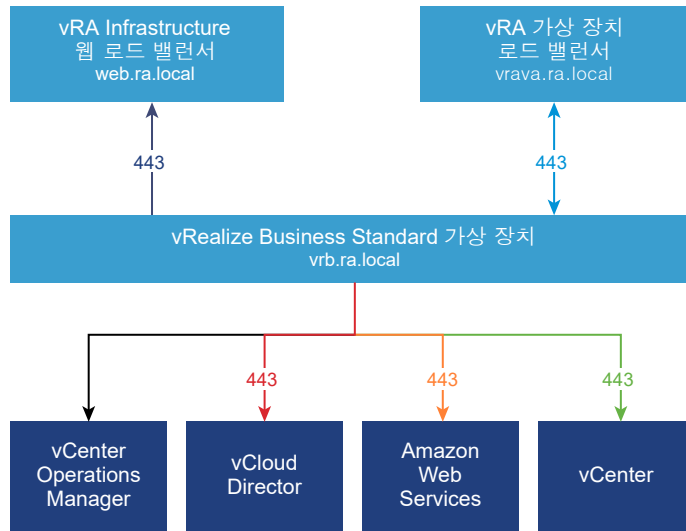 vRA Infrastructure
웹 로드 밸런서
web.ra.local
vRA 가상 장치
로드 밸런서
vrava.ra.local
443
443
vRealize Business Standard 가상 장치
vrb.ra.local
443
443
443
vCenter
Operations
Manager
vCloud
Director
Amazon
Web
Services
vCenter